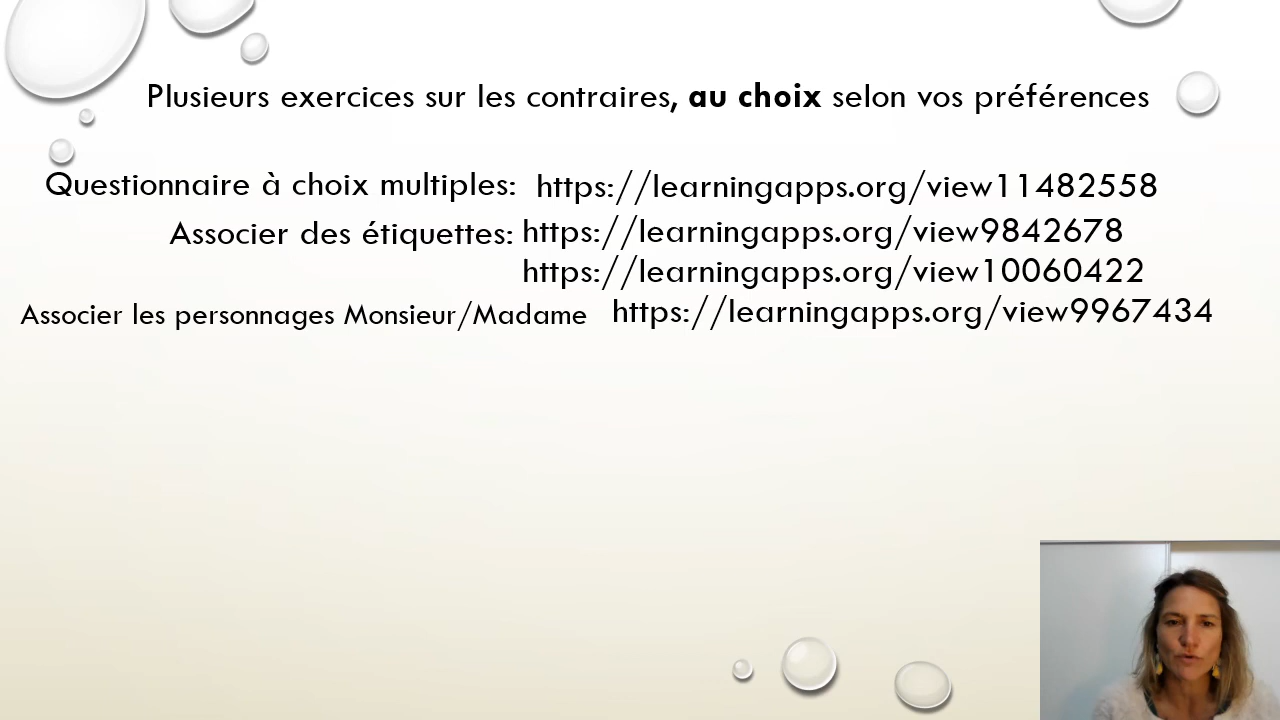 Plusieurs exercices sur les contraires, au choix selon vos préférences
Questionnaire à choix multiples: https://learningapps.org/view11482558
Associer des étiquettes: https://learningapps.org/view9842678
https://learningapps.org/view10060422
Associer les personnages Monsieur/Madame https://learningapps.org/view9967434